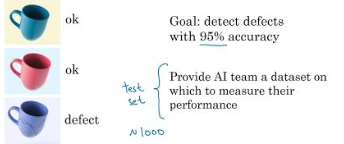 ok
Goal: detect defects
with 95% accuracy
ok
test
set
Provide AI team a dataset on
which to measure their
performance
defect
~1000